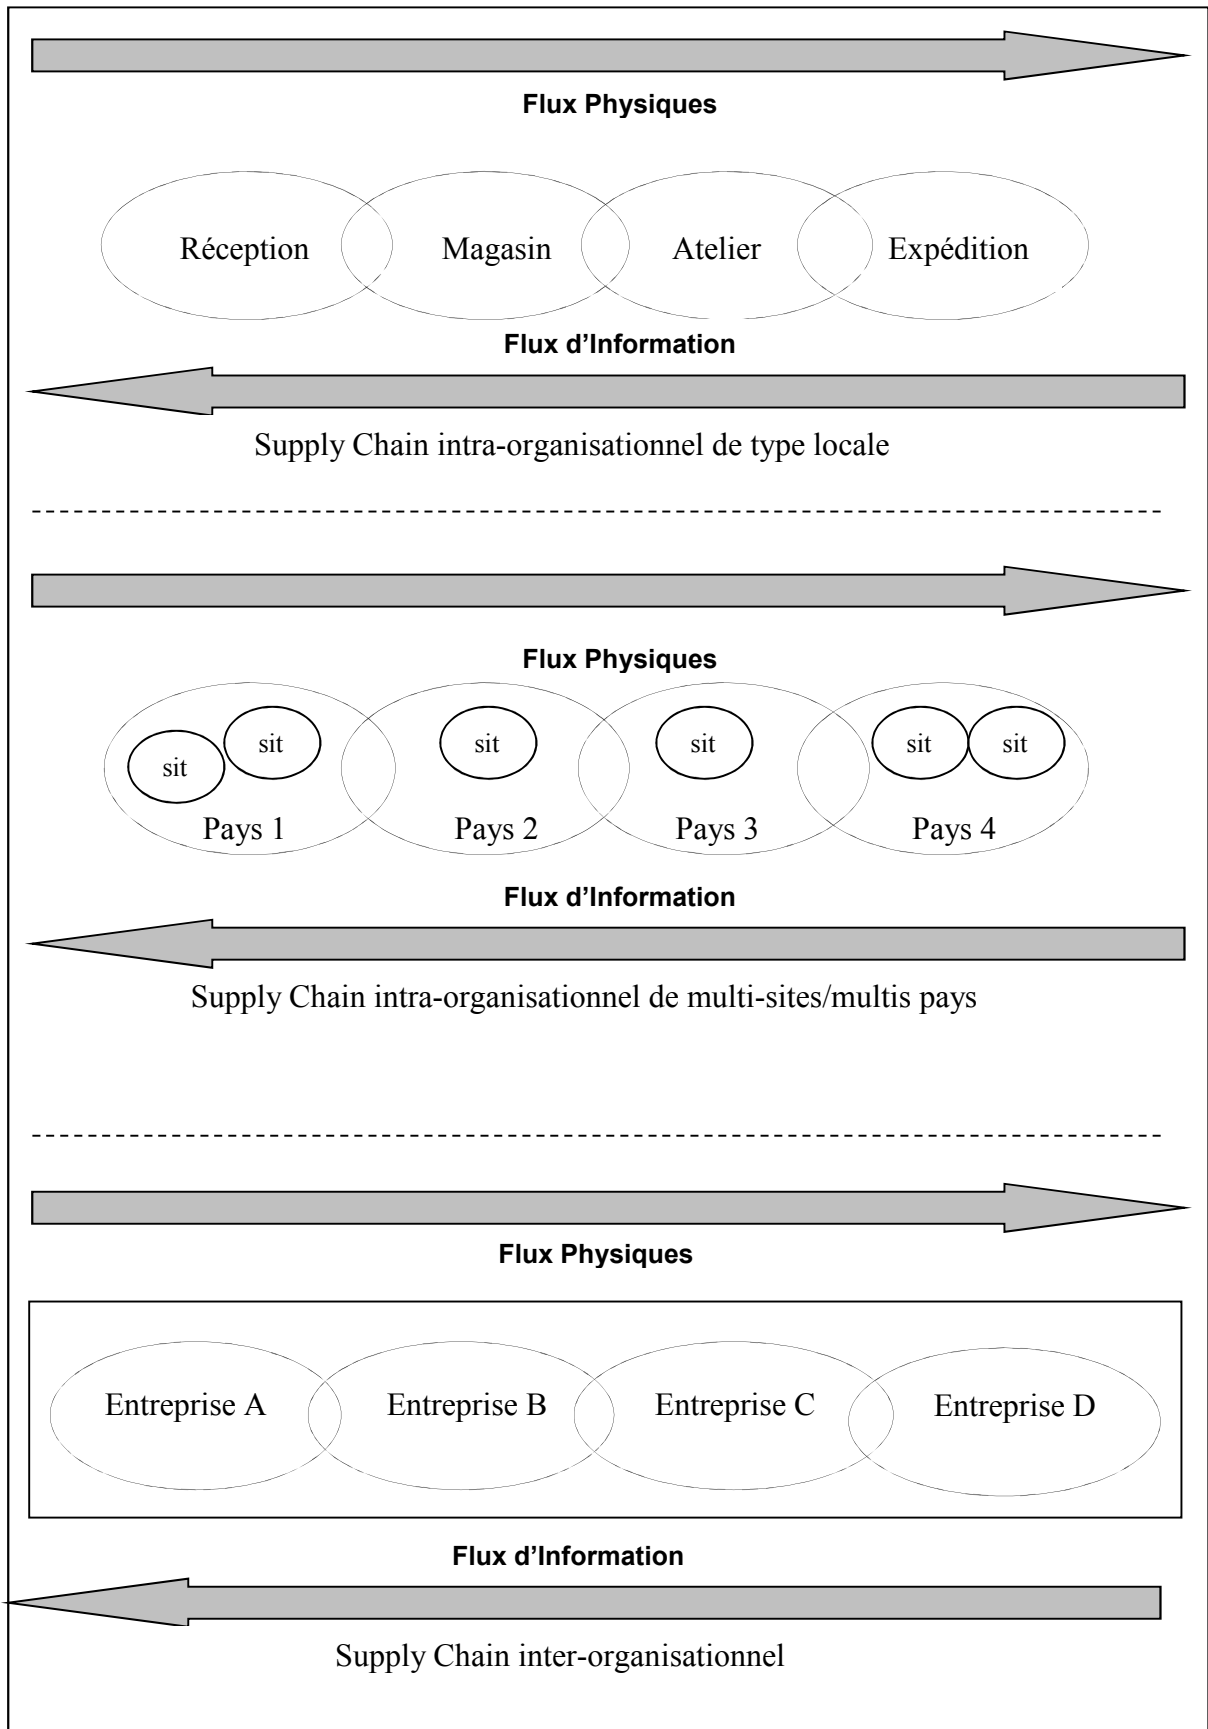 Flux Physiques
Réception Magasin Atelier Expédition
Flux d’Information
Supply Chain intra-organisationnel de type locale
Flux Physiques
sit sit sit sit sit sit
Pays 1 Pays 2 Pays 3 Pays 4
Flux d’Information
Supply Chain intra-organisationnel de multi-sites/multis pays
Flux Physiques
Entreprise A Entreprise B Entreprise C Entreprise D
Flux d’Information
Supply Chain inter-organisationnel